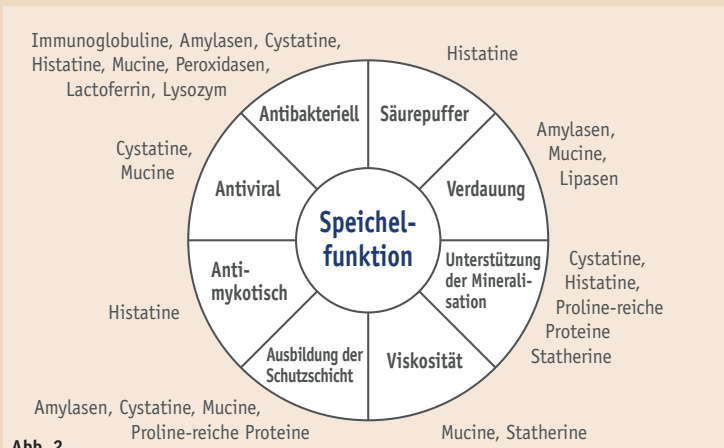 Immunoglobuline, Amylasen, Cystatine,
Histatine, Mucine, Peroxidasen,
Lactoferrin, Lysozym
Histatine
Antibakteriell
Säurepuffer
Cystatine,
Mucine
Amylasen,
Mucine,
Lipasen
Antiviral
Verdauung
Speichel-
funktion
Anti-
mykotisch
Unterstützung
der Minerali-
sation
Cystatine,
Histatine,
Proline-reiche
Proteine
Statherine
Histatine
Ausbildung der
Schutzschicht
Viskosität
Amylasen, Cystatine, Mucine,
Proline-reiche Proteine
Mucine, Statherine
Abb. 2